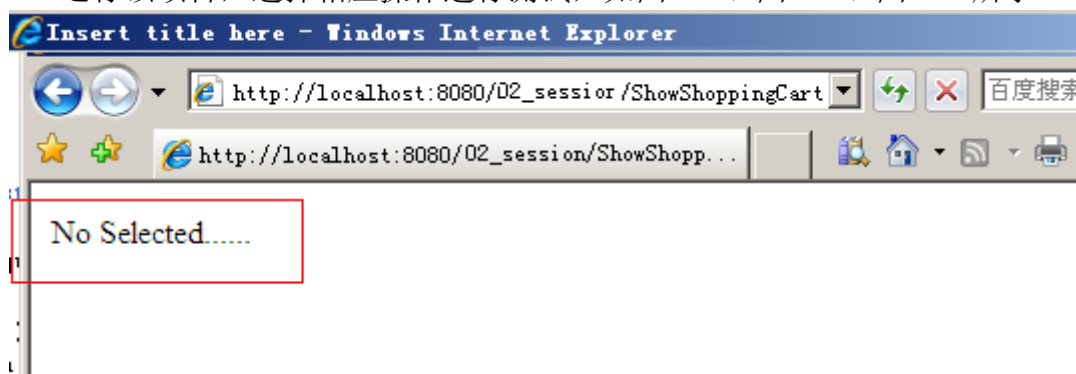 Insert title here - Windows Internet Explorer
http://localhost:8080/02_session/ShowShoppingCart
百度搜索
http://localhost:8080/02_session/ShowShopp...
No Selected......